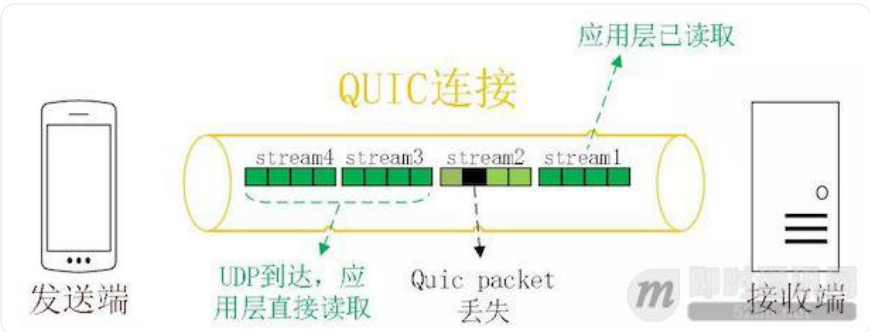 应用层已读取
QUIC连接
stream4
stream3
stream2
stream1
UDP到达，应
用层直接读取
Quic packet
丢失
发送端
接收端